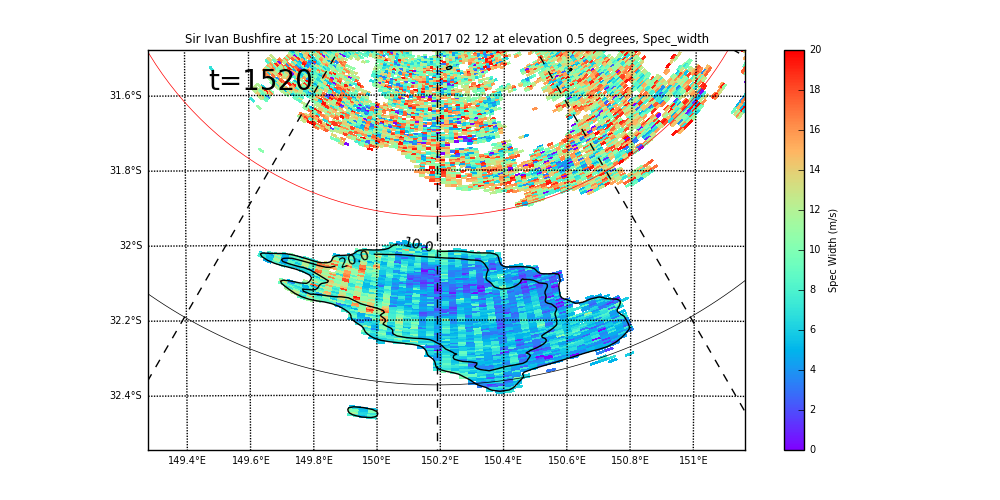 Sir Ivan Bushfire at 15:20 Local Time on 2017 02 12 at elevation 0.5 degrees, Spec_width
t=1520
31.6°S
31.8°S
32°S
32.2°S
32.4°S
10.0
20.0
149.4°E 149.6°E 149.8°E 150°E 150.2°E 150.4°E 150.6°E 150.8°E 151°E
20
18
16
14
12
10
8
6
4
2
0
Spec Width (m/s)